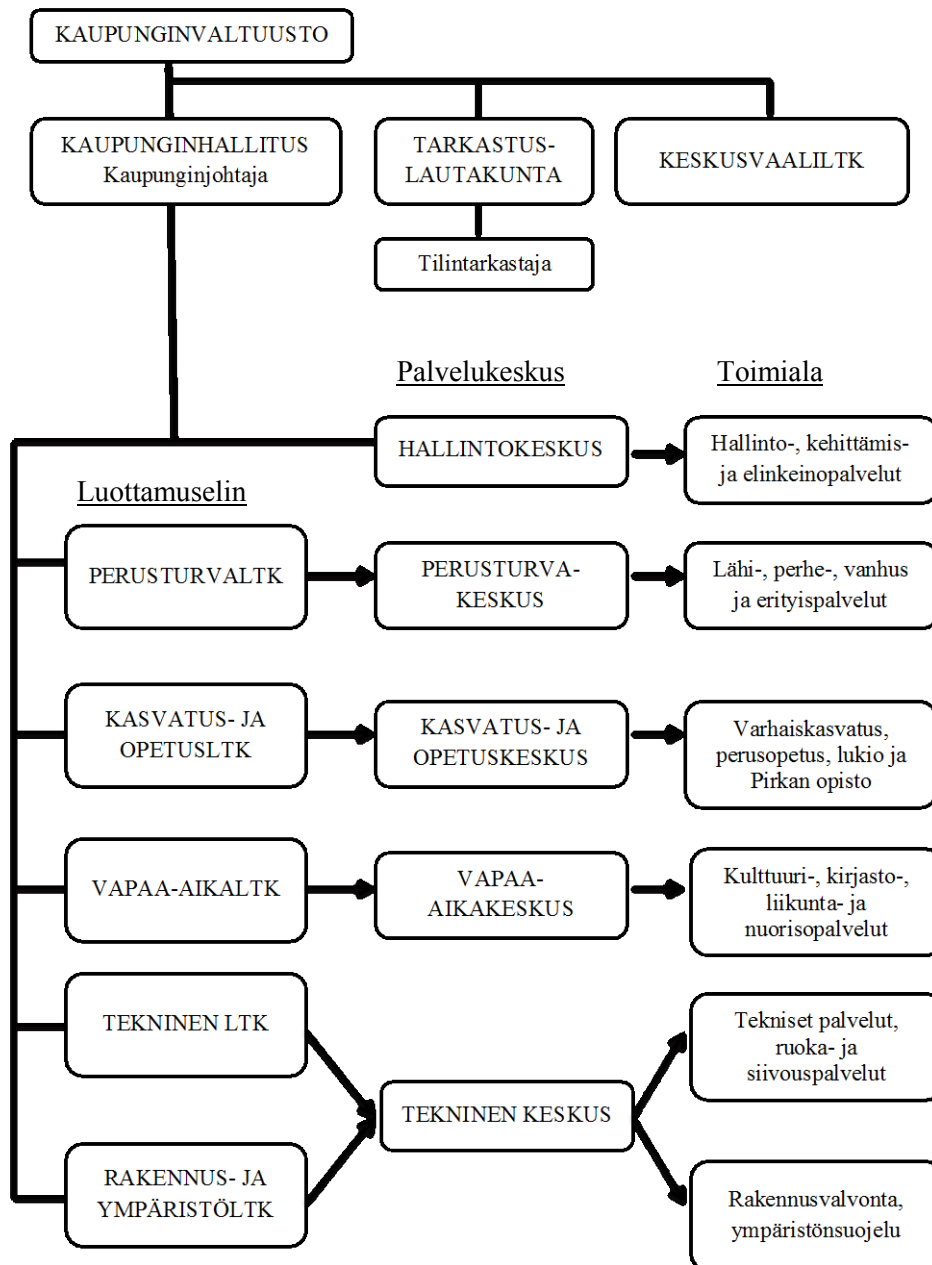 KAUPUNGINVALTUUSTO
KAUPUNGINHALLITUS
Kaupunginjohtaja
TARKASTUS-
LAUTAKUNTA
KESKUSVAALILTK
Tilintarkastaja
Palvelukeskus
Toimiala
HALLINTOKESKUS
Hallinto-, kehittämis-
ja elinkeinopalvelut
Luottamuselin
PERUSTURVALTK
PERUSTURVA-
KESKUS
Lähi-, perhe-, vanhus
ja erityispalvelut
KASVATUS- JA
OPETUSLTK
KASVATUS- JA
OPETUSKESKUS
Varhaiskasvatus,
perusopetus, lukio ja
Pirkan opisto
VAPAA-AIKALTK
VAPAA-
AIKAKESKUS
Kulttuuri-, kirjasto-,
liikunta- ja
nuorisopalvelut
TEKNINEN LTK
Tekniset palvelut,
ruoka- ja
siivouspalvelut
TEKNINEN KESKUS
RAKENNUS- JA
YMPÄRISTÖLTK
Rakennusvalvonta,
ympäristönsuojelu